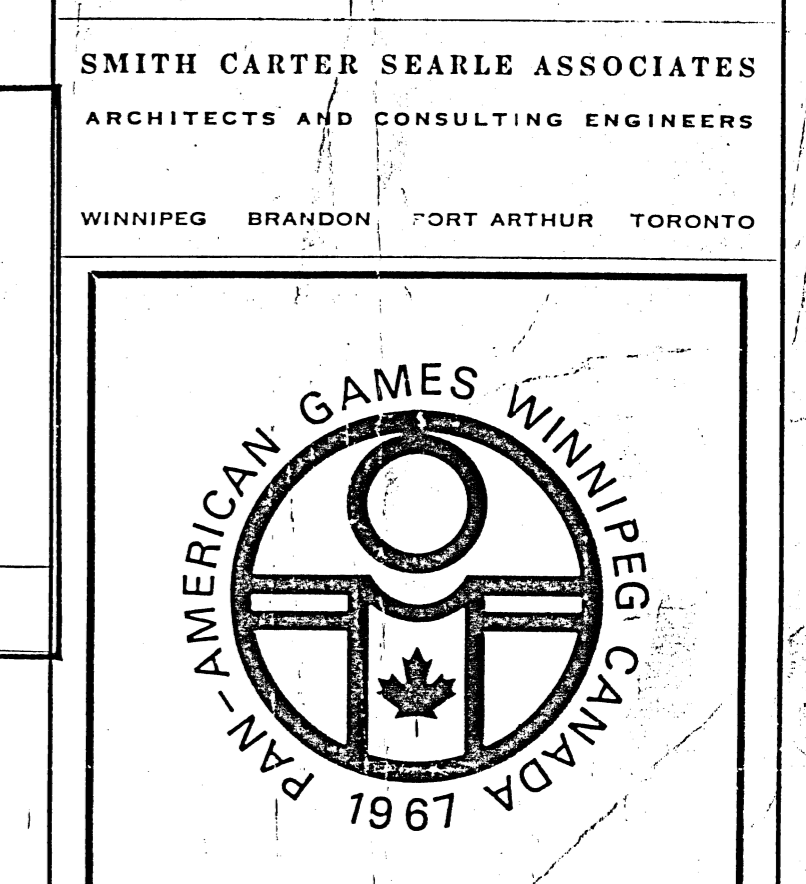 SMITH CARTER SEARLE ASSOCIATES
ARCHITECTS AND CONSULTING ENGINEERS
WINNIPEG BRANDON FORT ARTHUR TORONTO
PAN-AMERICAN GAMES WINNIPEG CANADA
1967